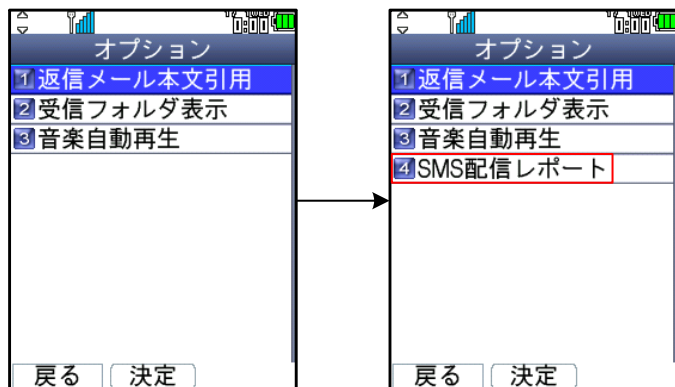 オプション
1 返信メール本文引用
2 受信フォルダ表示
3 音楽自動再生
戻る 決定
オプション
1 返信メール本文引用
2 受信フォルダ表示
3 音楽自動再生
4 SMS配信レポート
戻る 決定